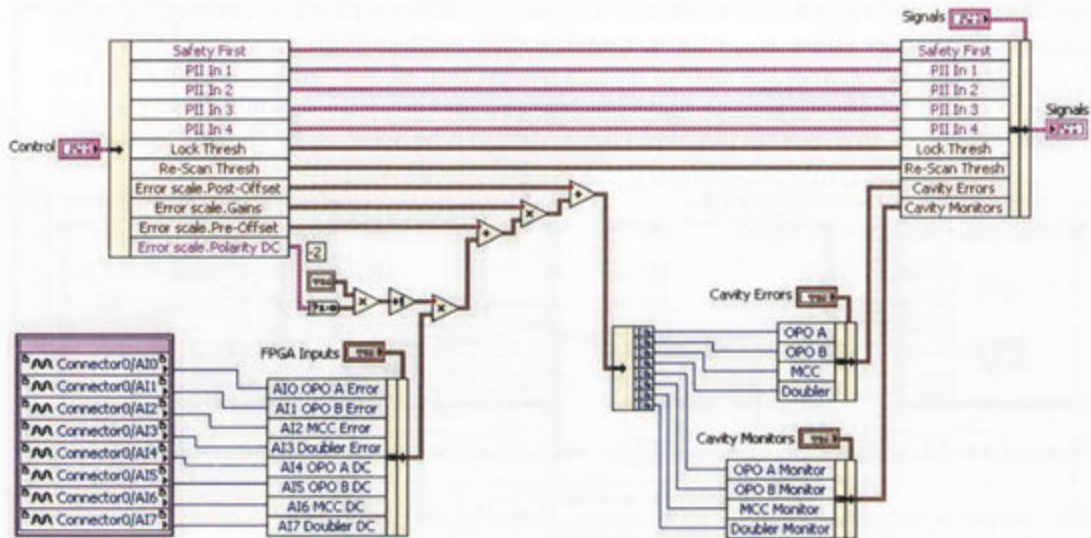 Signals
Safety First
PII In 1
PII In 2
PII In 3
PII In 4
Control
Lock Thresh
Re-Scan Thresh
Error scale.Post-Offset
Error scale.Gains
Error scale.Pre-Offset
Error scale.Polarity DC
-2
Safety First
PII In 1
PII In 2
PII In 3
PII In 4
Lock Thresh
Re-Scan Thresh
Cavity Errors
Cavity Monitors
Signals
Connector0/AI0
Connector0/AI1
Connector0/AI2
Connector0/AI3
Connector0/AI4
Connector0/AI5
Connector0/AI6
Connector0/AI7
FPGA Inputs
AI0 OPO A Error
AI1 OPO B Error
AI2 MCC Error
AI3 Doubler Error
AI4 OPO A DC
AI5 OPO B DC
AI6 MCC DC
AI7 Doubler DC
Cavity Errors
OPO A
OPO B
MCC
Doubler
Cavity Monitors
OPO A Monitor
OPO B Monitor
MCC Monitor
Doubler Monitor